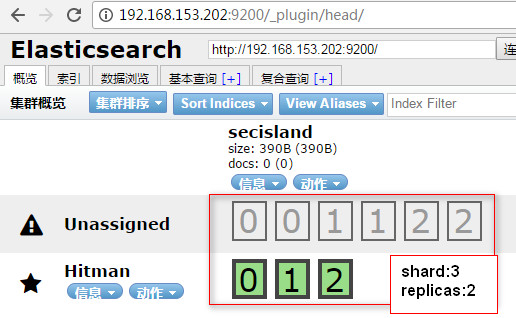 192.168.153.202:9200/_plugin/head/
Elasticsearch http://192.168.153.202:9200/ 连
概览 索引 数据浏览 基本查询 [+] 复合查询 [+]
集群概览 集群排序 Sort Indices View Aliases Index Filter
secisland
size: 390B (390B)
docs: 0 (0)
信息 动作
Unassigned 0 0 1 1 2 2
Hitman 0 1 2
信息 动作
shard:3
replicas:2